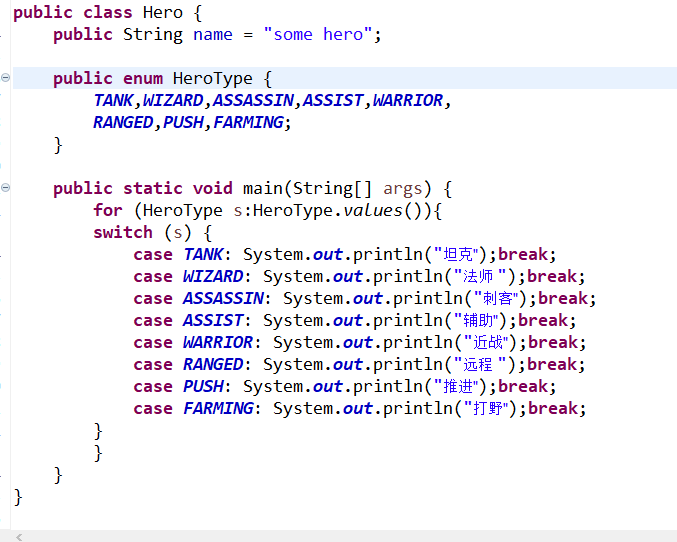 public class Hero {
public String name = "some hero";
public enum HeroType {
TANK,WIZARD,ASSASSIN,ASSIST,WARRIOR,
RANGED,PUSH,FARMING;
}
public static void main(String[] args) {
for (HeroType s:HeroType.values()){
switch (s) {
case TANK: System.out.println("坦克");break;
case WIZARD: System.out.println("法师 ");break;
case ASSASSIN: System.out.println("刺客");break;
case ASSIST: System.out.println("辅助");break;
case WARRIOR: System.out.println("近战");break;
case RANGED: System.out.println("远程 ");break;
case PUSH: System.out.println("推进");break;
case FARMING: System.out.println("打野");break;
}
}
}
}